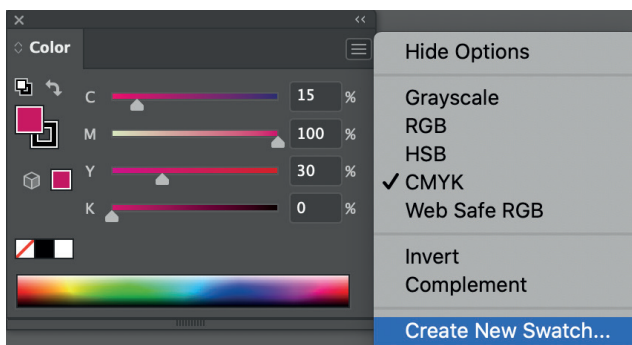 Color
C 15 %
M 100 %
Y 30 %
K 0 %
Hide Options
Grayscale
RGB
HSB
✓ CMYK
Web Safe RGB
Invert
Complement
Create New Swatch...